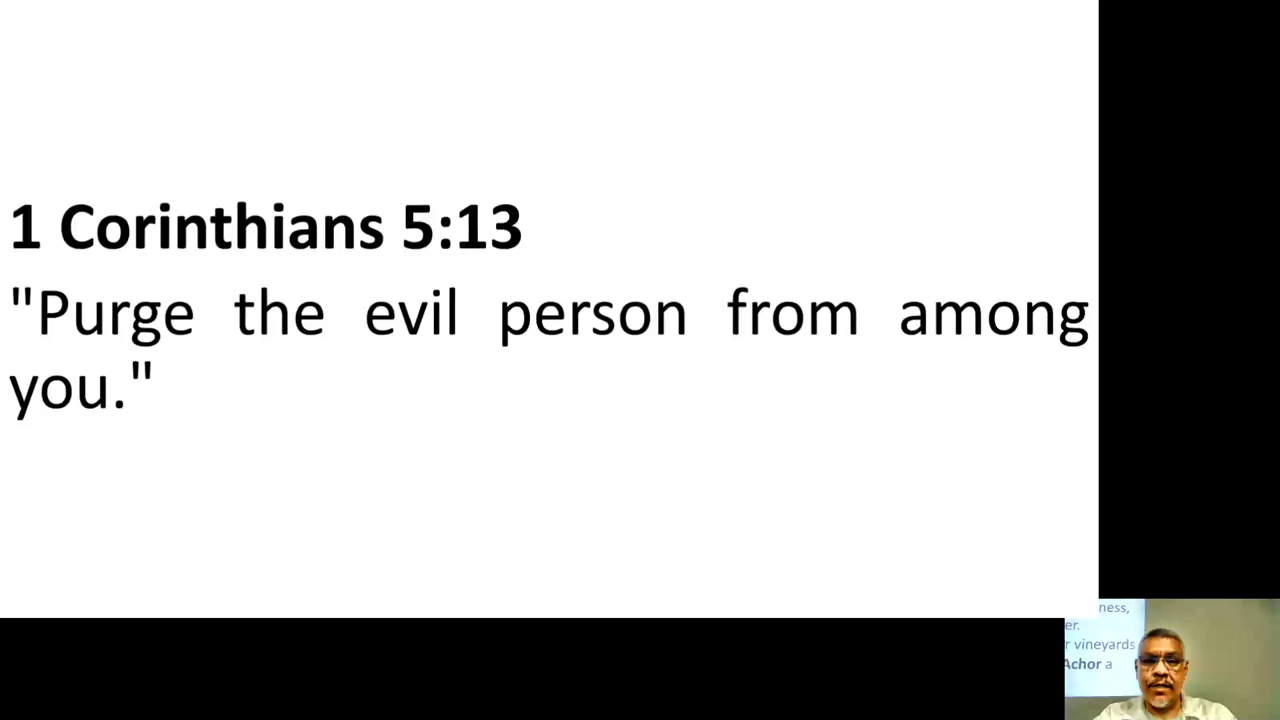 1 Corinthians 5:13
"Purge the evil person from among
you."
ness,
er.
r vineyards
Achor a